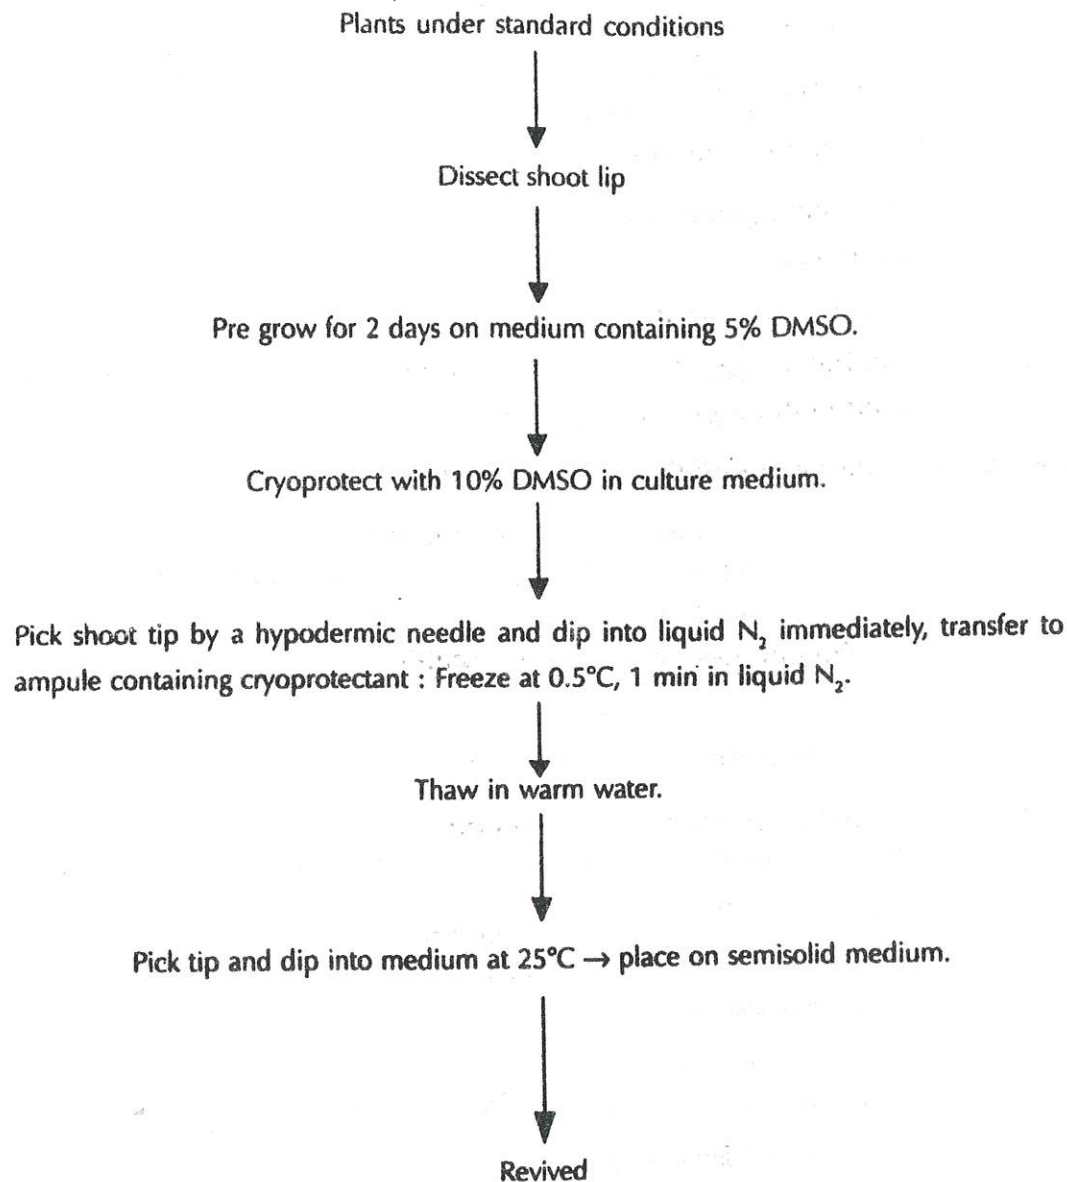 Plants under standard conditions
Dissect shoot lip
Pre grow for 2 days on medium containing 5% DMSO.
Cryoprotect with 10% DMSO in culture medium.
Pick shoot tip by a hypodermic needle and dip into liquid N₂ immediately, transfer to
ampule containing cryoprotectant : Freeze at 0.5°C, 1 min in liquid N₂.
Thaw in warm water.
Pick tip and dip into medium at 25°C → place on semisolid medium.
Revived